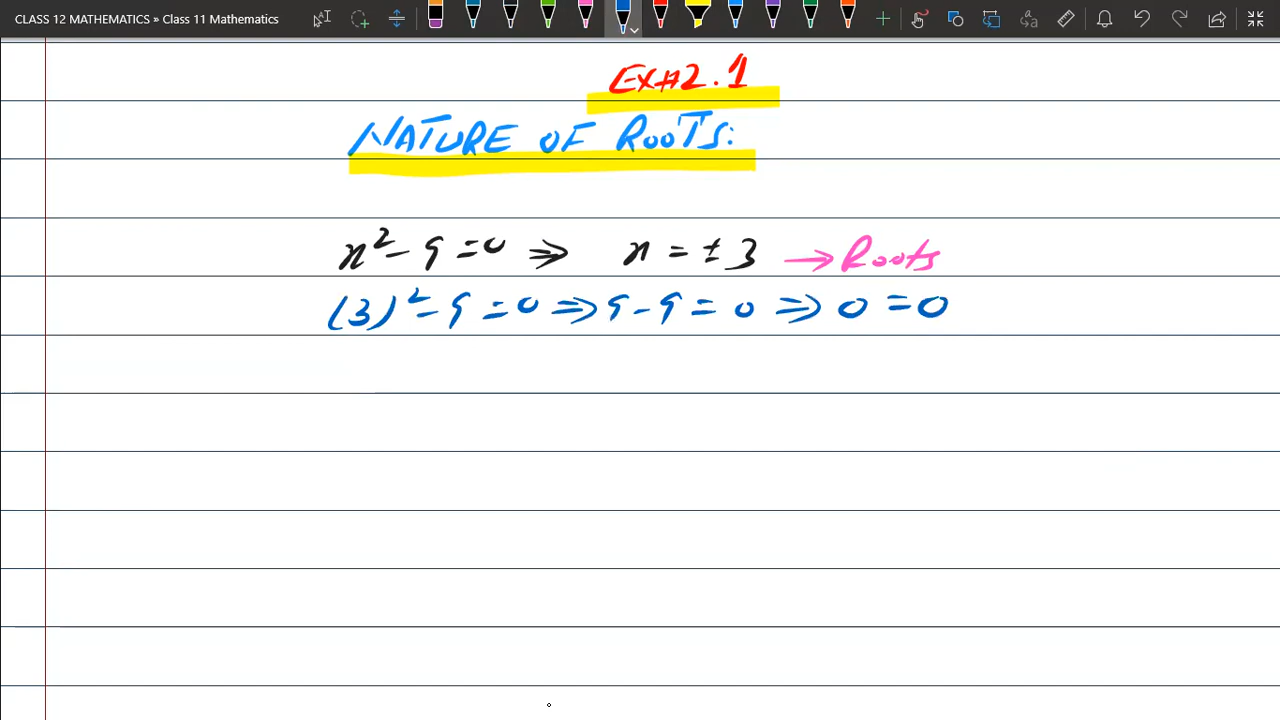 CLASS 12 MATHEMATICS » Class 11 Mathematics
EX#2.1
NATURE OF ROOTS:
x² - 9 = 0 ⇒ x = ± 3 → Roots
(3)² - 9 = 0 ⇒ 9 - 9 = 0 ⇒ 0 = 0